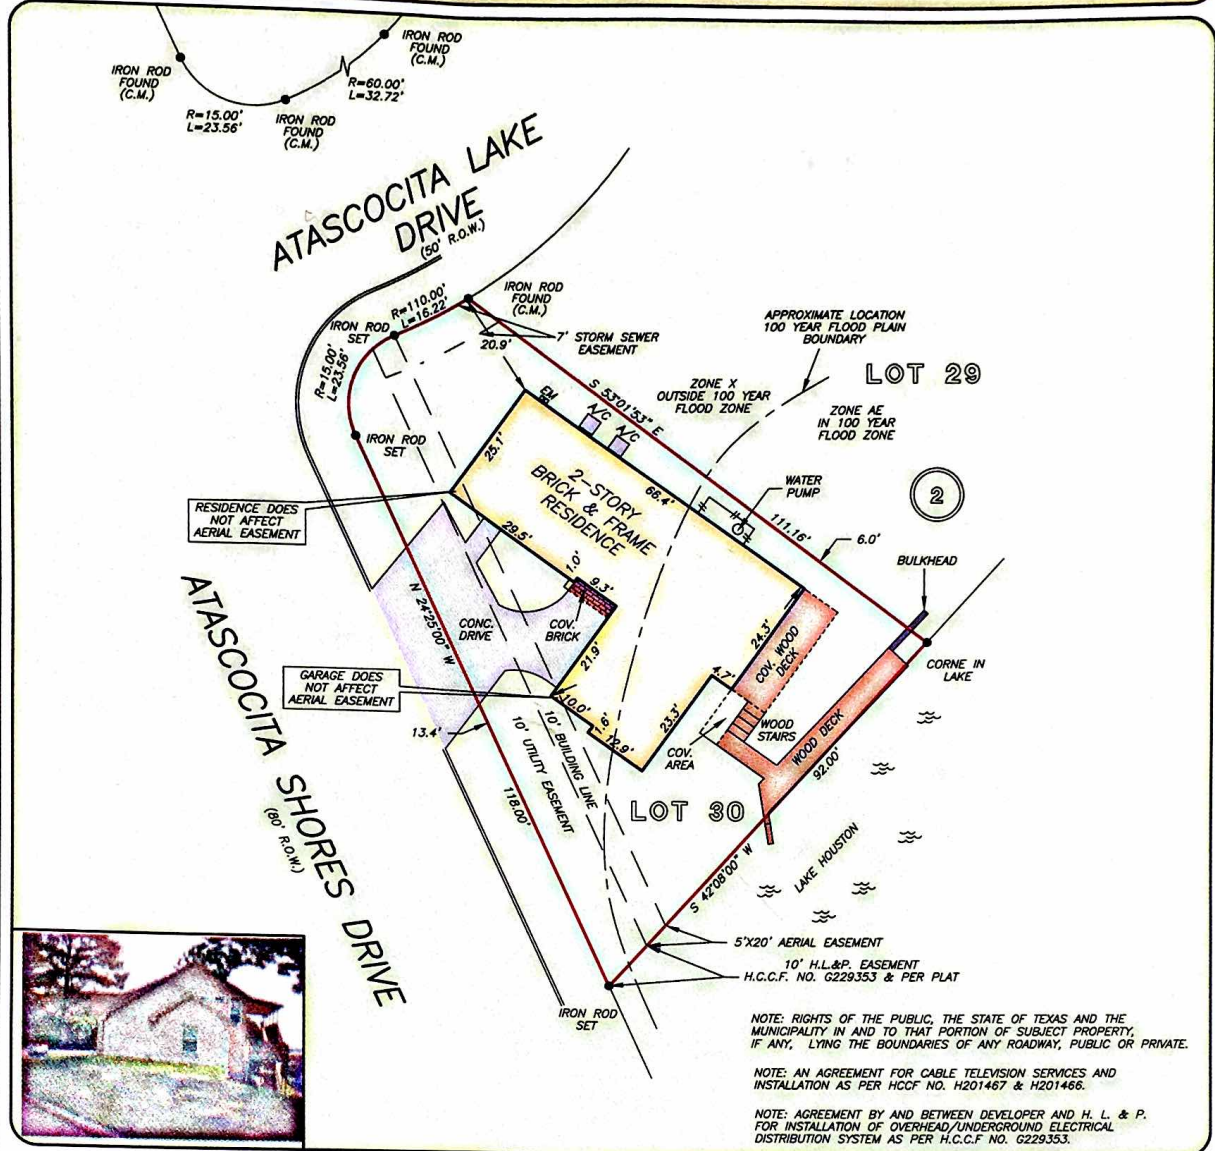 IRON ROD
FOUND
(C.M.)
R=15.00'
L=23.56'
IRON ROD
FOUND
(C.M.)
R=60.00'
L=32.72'
IRON ROD
FOUND
(C.M.)
ATASCOCITA LAKE
DRIVE
(50' R.O.W.)
IRON ROD
FOUND
(C.M.)
R=110.00'
L=16.22'
IRON ROD
SET
R=15.00'
L=23.56'
20.9'
7' STORM SEWER
EASEMENT
APPROXIMATE LOCATION
100 YEAR FLOOD PLAIN
BOUNDARY
LOT 29
ZONE X
OUTSIDE 100 YEAR
FLOOD ZONE
ZONE AE
IN 100 YEAR
FLOOD ZONE
S 53°01'53" E
EM
A/C
A/C
IRON ROD
SET
25.1'
2-STORY
BRICK & FRAME
RESIDENCE
66.4'
WATER
PUMP
2
111.16'
6.0'
BULKHEAD
RESIDENCE DOES
NOT AFFECT
AERIAL EASEMENT
29.5'
1.0'
9.3'
N 24°25'00" W
CONC.
DRIVE
COV.
BRICK
21.9'
24.3'
COV. WOOD
DECK
4.7'
CORNE IN
LAKE
ATASCOCITA SHORES DRIVE
(80' R.O.W.)
GARAGE DOES
NOT AFFECT
AERIAL EASEMENT
13.4'
10.0'
.6'
12.9'
23.3'
COV.
AREA
WOOD
STAIRS
WOOD DECK
92.00'
10' BUILDING LINE
10' UTILITY EASEMENT
118.00'
LOT 30
LAKE HOUSTON
S 42°08'00" W
5'X20' AERIAL EASEMENT
10' H.L.&P. EASEMENT
H.C.C.F. NO. G229353 & PER PLAT
IRON ROD
SET
NOTE: RIGHTS OF THE PUBLIC, THE STATE OF TEXAS AND THE
MUNICIPALITY IN AND TO THAT PORTION OF SUBJECT PROPERTY,
IF ANY, LYING THE BOUNDARIES OF ANY ROADWAY, PUBLIC OR PRIVATE.
NOTE: AN AGREEMENT FOR CABLE TELEVISION SERVICES AND
INSTALLATION AS PER HCCF NO. H201467 & H201466.
NOTE: AGREEMENT BY AND BETWEEN DEVELOPER AND H. L. & P.
FOR INSTALLATION OF OVERHEAD/UNDERGROUND ELECTRICAL
DISTRIBUTION SYSTEM AS PER H.C.C.F NO. G229353.